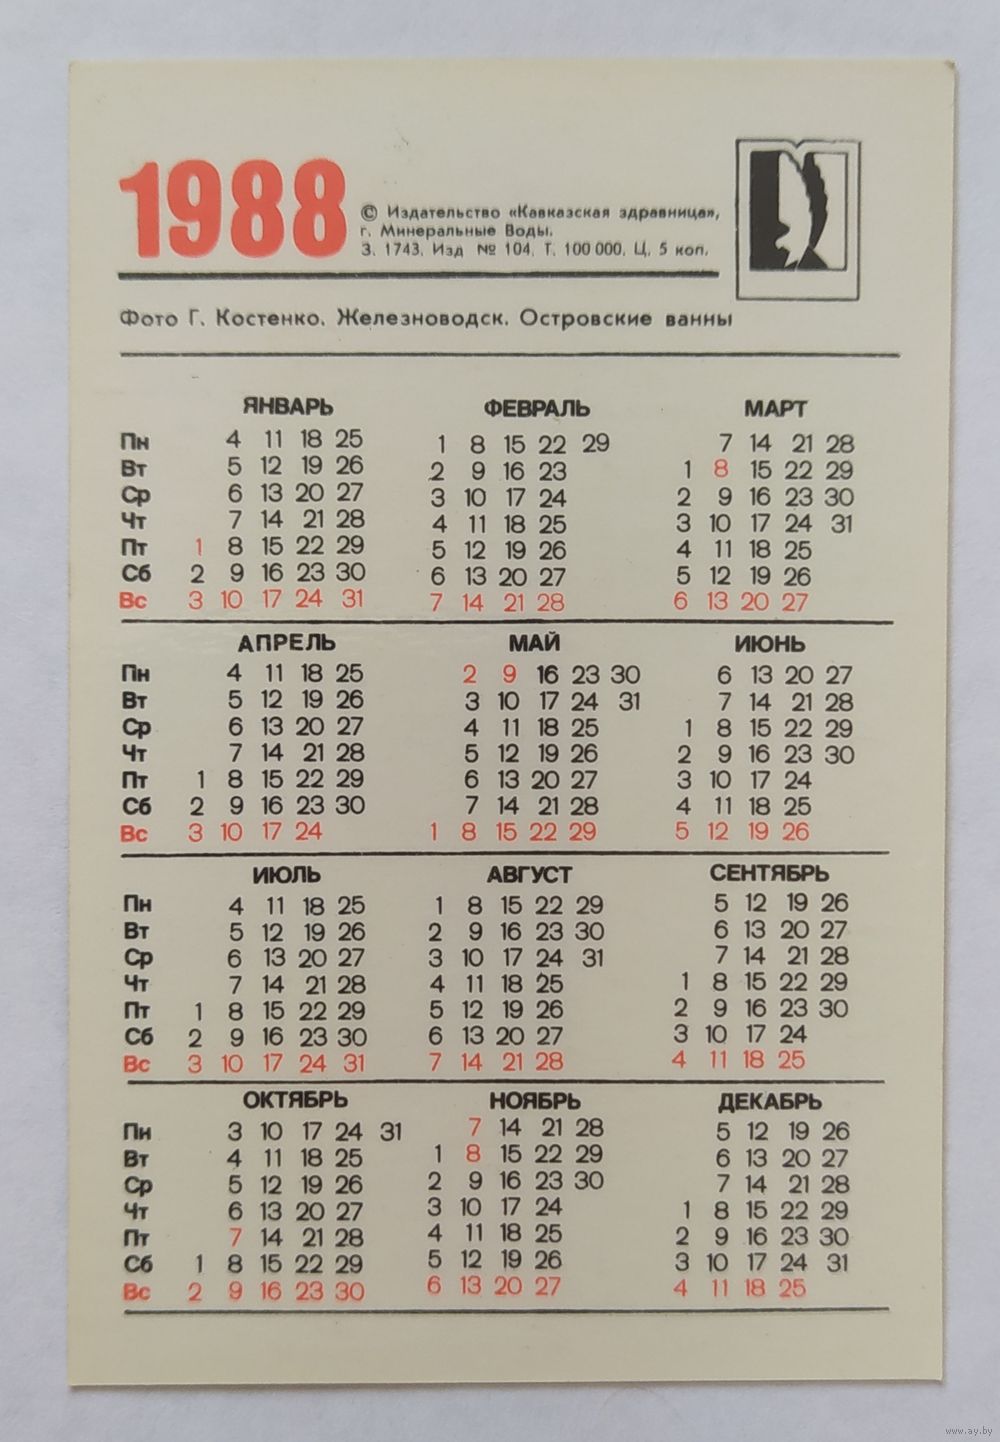 1988
© Издательство «Кавказская здравница»,
г. Минеральные Воды.
З. 1743, Изд № 104, Т. 100 000, Ц. 5 коп.
Фото Г. Костенко. Железноводск. Островские ванны
ЯНВАРЬ ФЕВРАЛЬ МАРТ
Пн 4 11 18 25 1 8 15 22 29 7 14 21 28
Вт 5 12 19 26 2 9 16 23 1 8 15 22 29
Ср 6 13 20 27 3 10 17 24 2 9 16 23 30
Чт 7 14 21 28 4 11 18 25 3 10 17 24 31
Пт 1 8 15 22 29 5 12 19 26 4 11 18 25
Сб 2 9 16 23 30 6 13 20 27 5 12 19 26
Вс 3 10 17 24 31 7 14 21 28 6 13 20 27
АПРЕЛЬ МАЙ ИЮНЬ
Пн 4 11 18 25 2 9 16 23 30 6 13 20 27
Вт 5 12 19 26 3 10 17 24 31 7 14 21 28
Ср 6 13 20 27 4 11 18 25 1 8 15 22 29
Чт 7 14 21 28 5 12 19 26 2 9 16 23 30
Пт 1 8 15 22 29 6 13 20 27 3 10 17 24
Сб 2 9 16 23 30 7 14 21 28 4 11 18 25
Вс 3 10 17 24 1 8 15 22 29 5 12 19 26
ИЮЛЬ АВГУСТ СЕНТЯБРЬ
Пн 4 11 18 25 1 8 15 22 29 5 12 19 26
Вт 5 12 19 26 2 9 16 23 30 6 13 20 27
Ср 6 13 20 27 3 10 17 24 31 7 14 21 28
Чт 7 14 21 28 4 11 18 25 1 8 15 22 29
Пт 1 8 15 22 29 5 12 19 26 2 9 16 23 30
Сб 2 9 16 23 30 6 13 20 27 3 10 17 24
Вс 3 10 17 24 31 7 14 21 28 4 11 18 25
ОКТЯБРЬ НОЯБРЬ ДЕКАБРЬ
Пн 3 10 17 24 31 7 14 21 28 5 12 19 26
Вт 4 11 18 25 1 8 15 22 29 6 13 20 27
Ср 5 12 19 26 2 9 16 23 30 7 14 21 28
Чт 6 13 20 27 3 10 17 24 1 8 15 22 29
Пт 7 14 21 28 4 11 18 25 2 9 16 23 30
Сб 1 8 15 22 29 5 12 19 26 3 10 17 24 31
Вс 2 9 16 23 30 6 13 20 27 4 11 18 25
www.ay.by